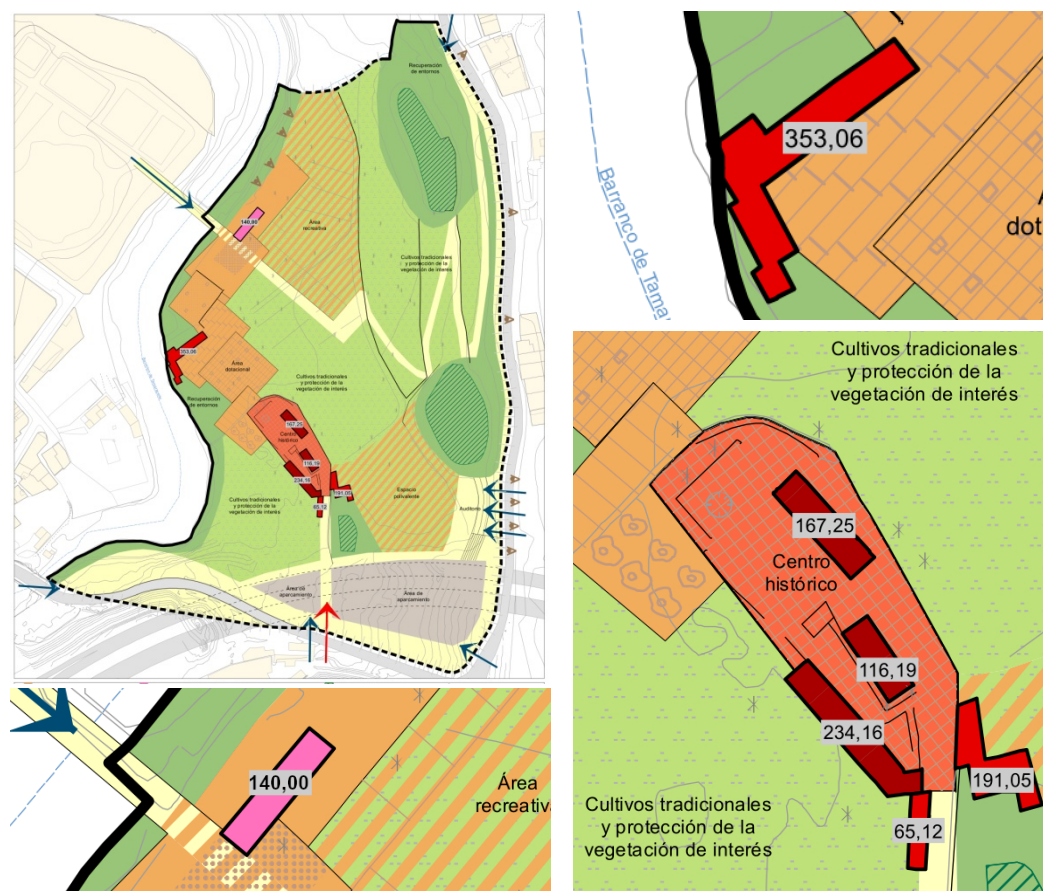 Recuperación
de entornos
140,00
Área
recreativa
Cultivos tradicionales
y protección de la
vegetación de interés
353,06
Área
dotacional
Recuperación
de entornos
Cultivos tradicionales
y protección de la
vegetación de interés
167,25
Centro
histórico
116,19
234,16
191,05
65,12
Cultivos tradicionales
y protección de la
vegetación de interés
Espacio
polivalente
Auditorio
Área de
aparcamiento
Área de
aparcamiento
353,06
Barranco de Tama
dot
Cultivos tradicionales
y protección de la
vegetación de interés
167,25
Centro
histórico
116,19
234,16
191,05
65,12
Cultivos tradicionales
y protección de la
vegetación de interés
140,00
Área
recreativa